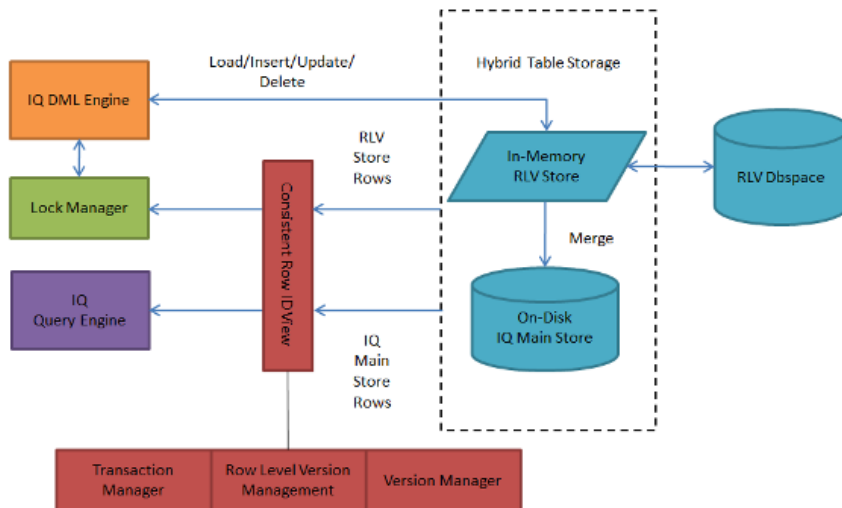 Load/Insert/Update/
Delete
Hybrid Table Storage
IQ DML Engine
RLV
Store
Rows
In-Memory
RLV Store
RLV Dbspace
Lock Manager
Consistent Row ID View
Merge
IQ
Query Engine
On-Disk
IQ Main Store
IQ
Main
Store
Rows
Transaction
Manager
Row Level Version
Management
Version Manager